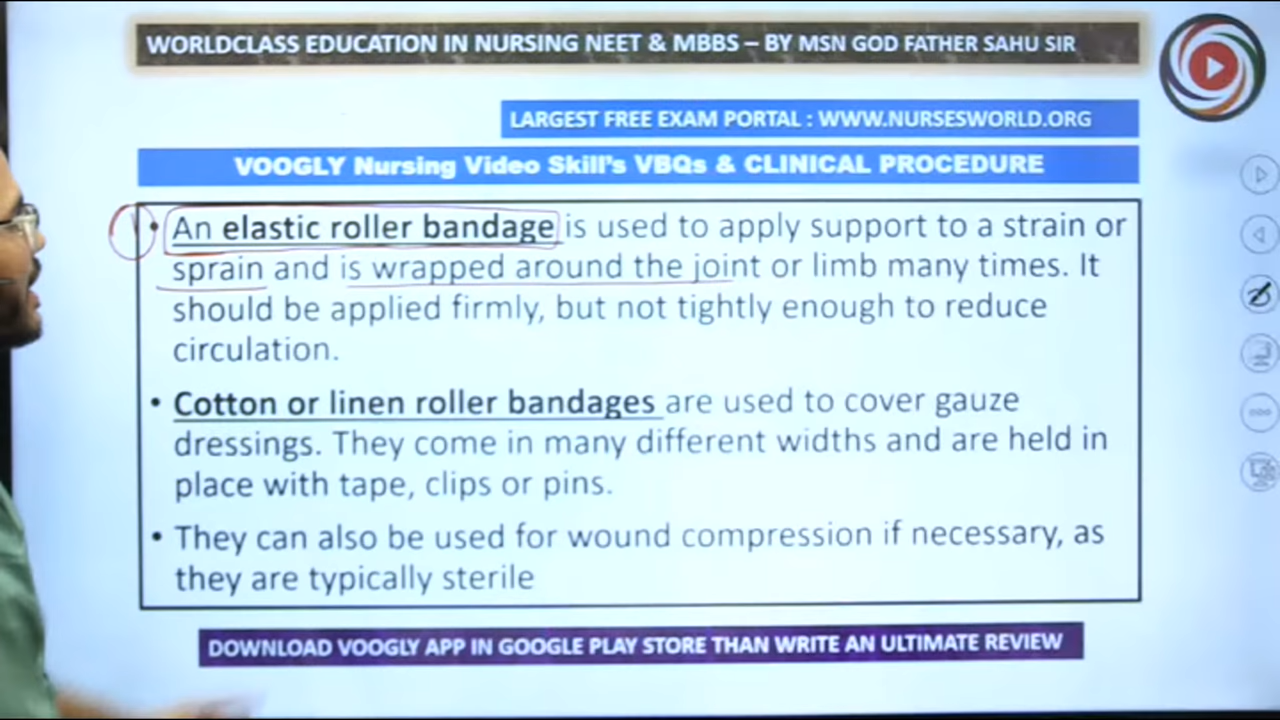 WORLDCLASS EDUCATION IN NURSING NEET & MBBS – BY MSN GOD FATHER SAHU SIR
LARGEST FREE EXAM PORTAL : WWW.NURSESWORLD.ORG
VOOGLY Nursing Video Skill's VBQs & CLINICAL PROCEDURE
• An elastic roller bandage is used to apply support to a strain or
sprain and is wrapped around the joint or limb many times. It
should be applied firmly, but not tightly enough to reduce
circulation.
• Cotton or linen roller bandages are used to cover gauze
dressings. They come in many different widths and are held in
place with tape, clips or pins.
• They can also be used for wound compression if necessary, as
they are typically sterile
DOWNLOAD VOOGLY APP IN GOOGLE PLAY STORE THAN WRITE AN ULTIMATE REVIEW